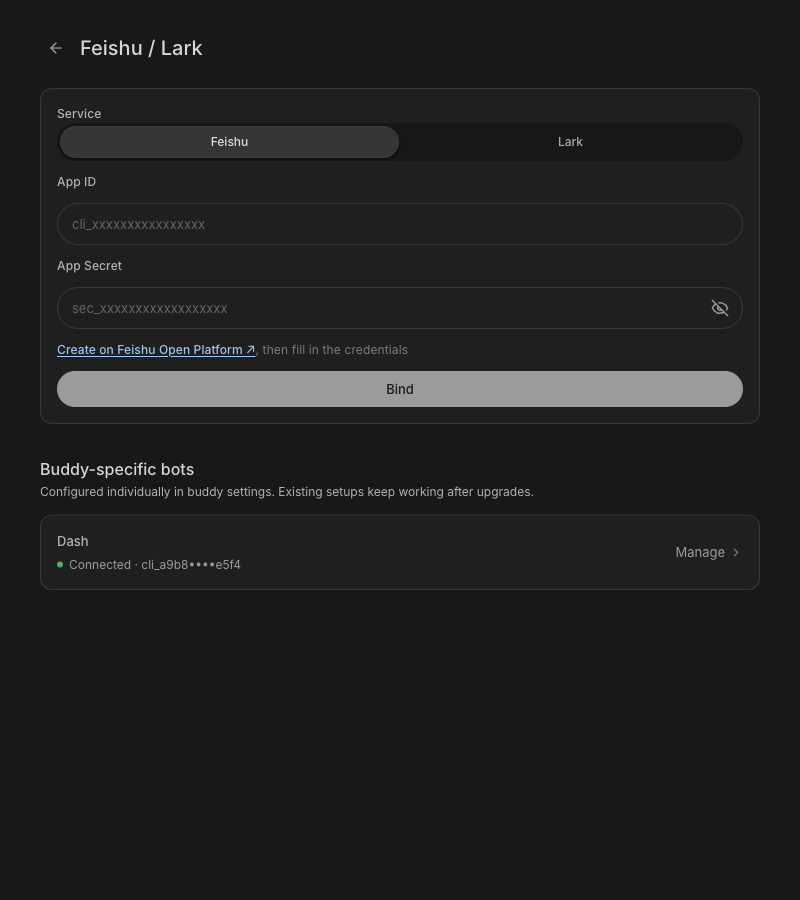 Feishu / Lark
Service
Feishu
Lark
App ID
cli_xxxxxxxxxxxxxxxx
App Secret
sec_xxxxxxxxxxxxxxxxxx
Create on Feishu Open Platform ↗, then fill in the credentials
Bind
Buddy-specific bots
Configured individually in buddy settings. Existing setups keep working after upgrades.
Dash
Connected · cli_a9b8••••e5f4
Manage